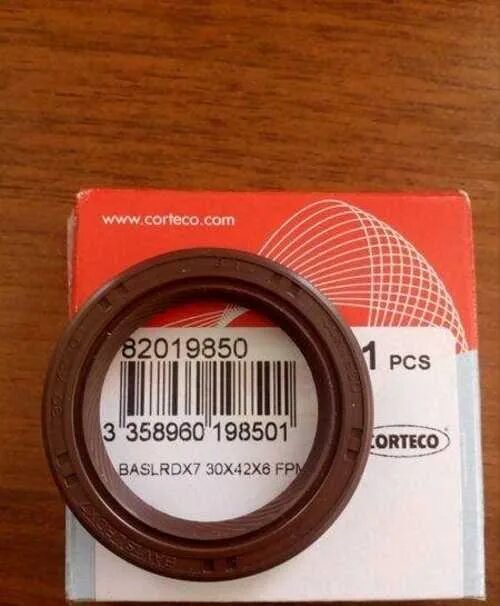 www.corteco.com
82019850
1 PCS
3 358960 198501
CORTECO
BASLRDX7 30X42X6 FPM